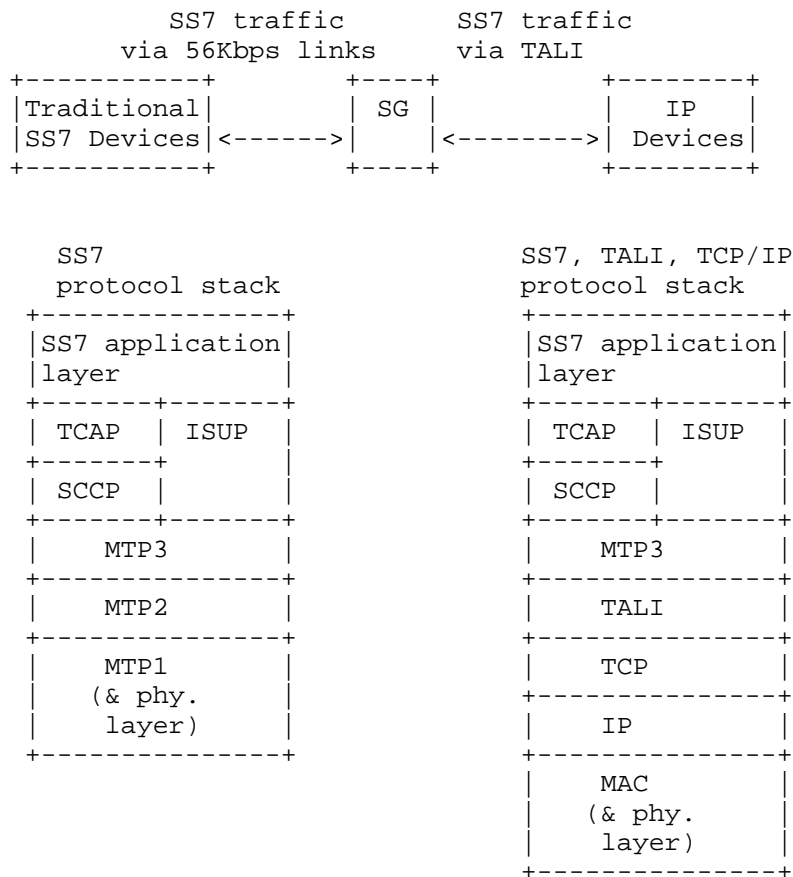 SS7 traffic SS7 traffic
via 56Kbps links via TALI
+-----------+ +----+ +--------+
|Traditional| | SG | | IP |
|SS7 Devices|<------>| |<-------->| Devices|
+-----------+ +----+ +--------+
SS7 SS7, TALI, TCP/IP
protocol stack protocol stack
+---------------+ +---------------+
|SS7 application| |SS7 application|
|layer | |layer |
+-------+-------+ +-------+-------+
| TCAP | ISUP | | TCAP | ISUP |
+-------+ | +-------+ |
| SCCP | | | SCCP | |
+-------+-------+ +-------+-------+
| MTP3 | | MTP3 |
+---------------+ +---------------+
| MTP2 | | TALI |
+---------------+ +---------------+
| MTP1 | | TCP |
| (& phy. | +---------------+
| layer) | | IP |
+---------------+ +---------------+
| MAC |
| (& phy. |
| layer) |
+---------------+